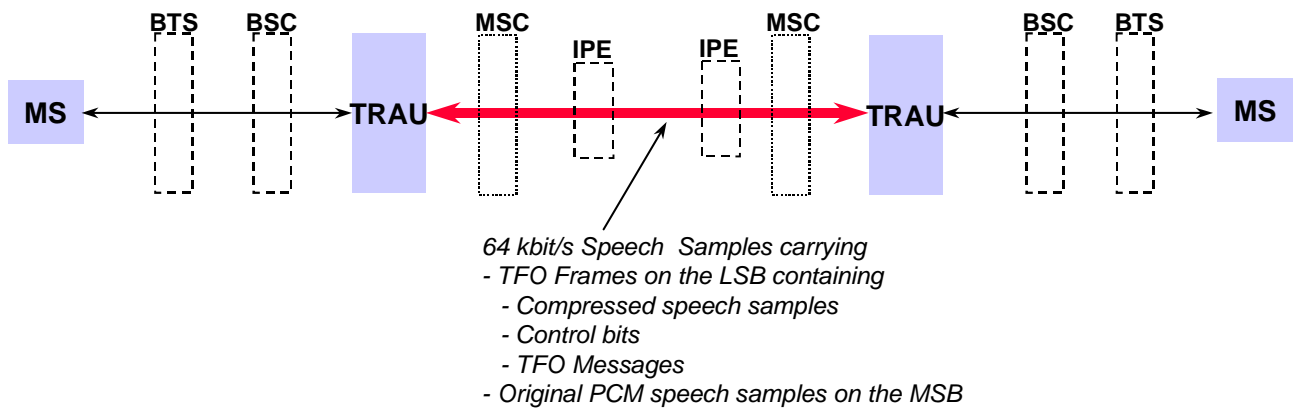 BTS BSC MSC IPE IPE MSC BSC BTS
MS TRAU TRAU MS
64 kbit/s Speech Samples carrying
- TFO Frames on the LSB containing
- Compressed speech samples
- Control bits
- TFO Messages
- Original PCM speech samples on the MSB